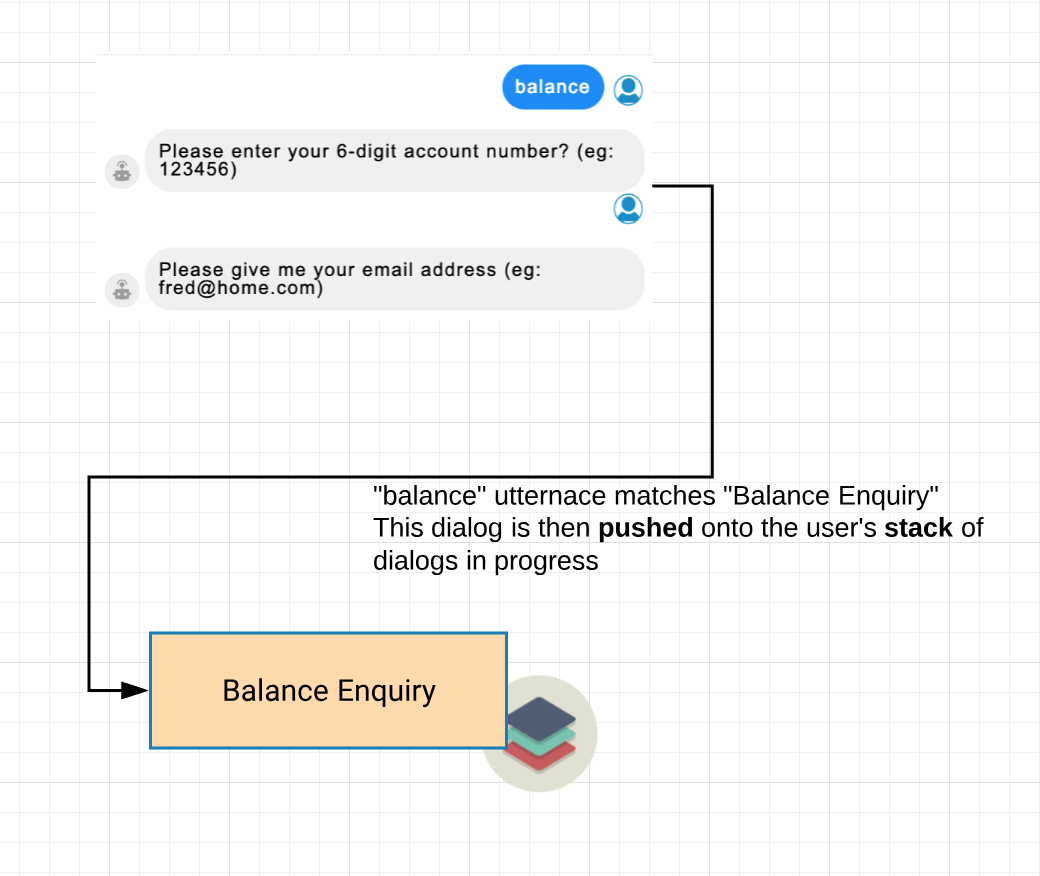 balance
Please enter your 6-digit account number? (eg:
123456)
Please give me your email address (eg:
fred@home.com)
"balance" utternace matches "Balance Enquiry"
This dialog is then pushed onto the user's stack of
dialogs in progress
Balance Enquiry